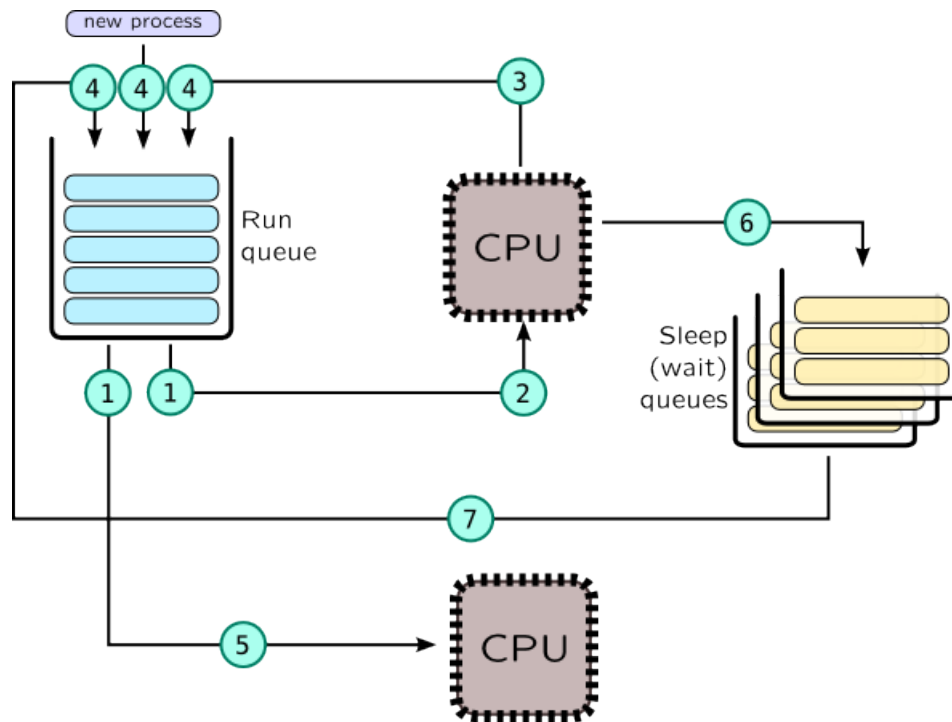 new process
4
4
4
3
Run
queue
CPU
6
Sleep
(wait)
queues
1
1
2
7
5
CPU